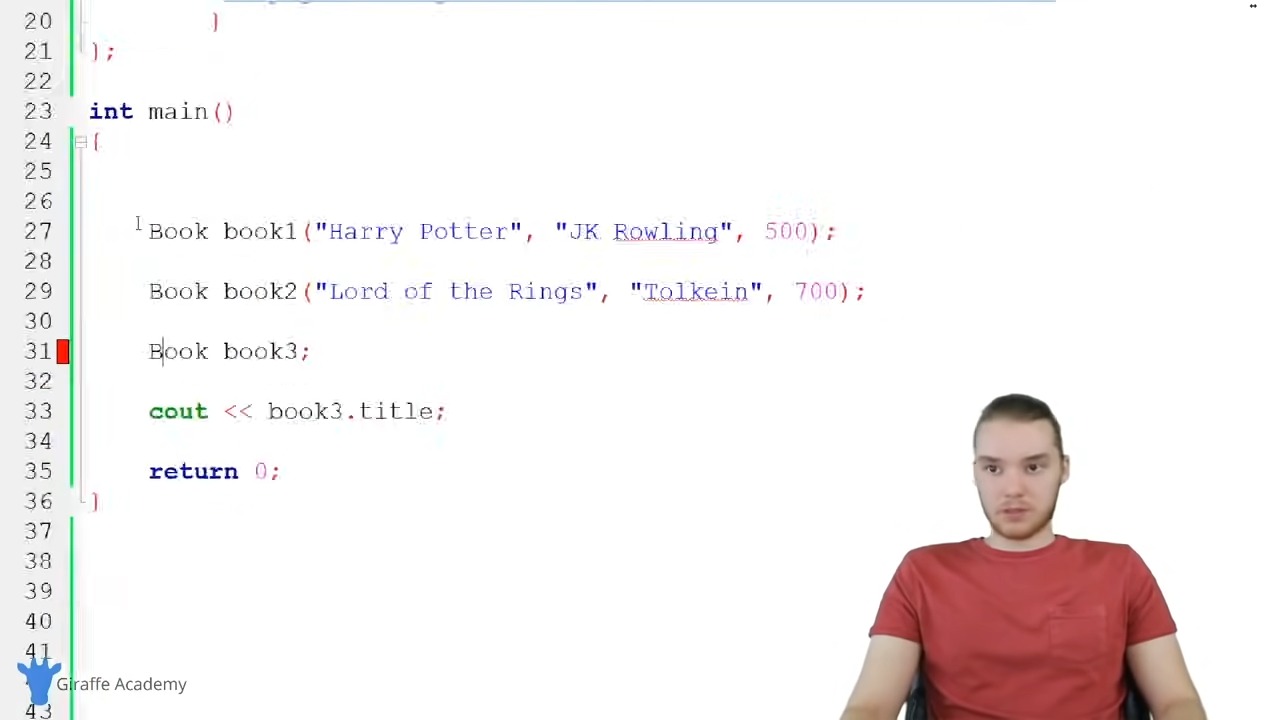 20 }
21 };
22
23 int main()
24 {
25
26
27 Book book1("Harry Potter", "JK Rowling", 500);
28
29 Book book2("Lord of the Rings", "Tolkein", 700);
30
31 Book book3;
32
33 cout << book3.title;
34
35 return 0;
36 }
37
38
39
40
41
43
Giraffe Academy